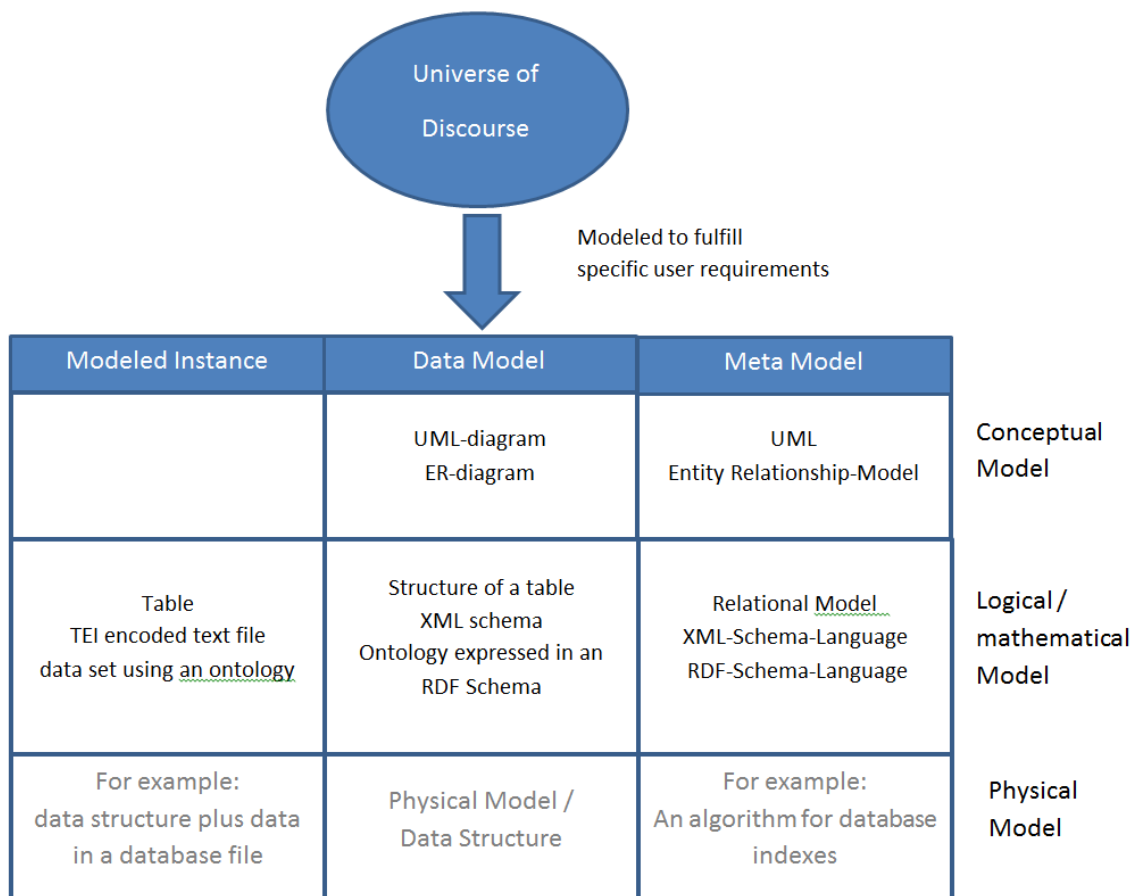 Universe of
Discourse
Modeled to fulfill
specific user requirements
Modeled Instance
Data Model
Meta Model
UML-diagram
ER-diagram
UML
Entity Relationship-Model
Conceptual
Model
Table
TEI encoded text file
data set using an ontology
Structure of a table
XML schema
Ontology expressed in an
RDF Schema
Relational Model
XML-Schema-Language
RDF-Schema-Language
Logical /
mathematical
Model
For example:
data structure plus data
in a database file
Physical Model /
Data Structure
For example:
An algorithm for database
indexes
Physical
Model